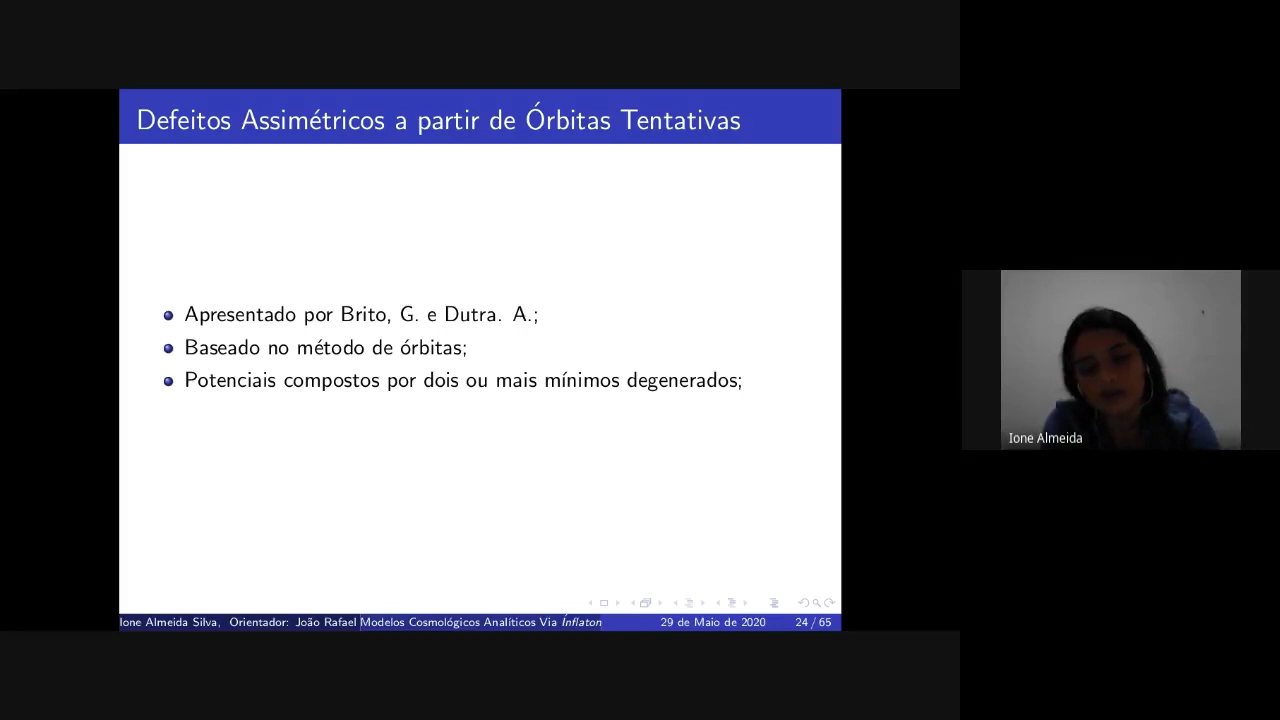 Defeitos Assimétricos a partir de Órbitas Tentativas
Apresentado por Brito, G. e Dutra. A.;
Baseado no método de órbitas;
Potenciais compostos por dois ou mais mínimos degenerados;
Ione Almeida
Ione Almeida Silva, Orientador: João Rafael Modelos Cosmológicos Analíticos Via Ínflaton 29 de Maio de 2020 24 / 65